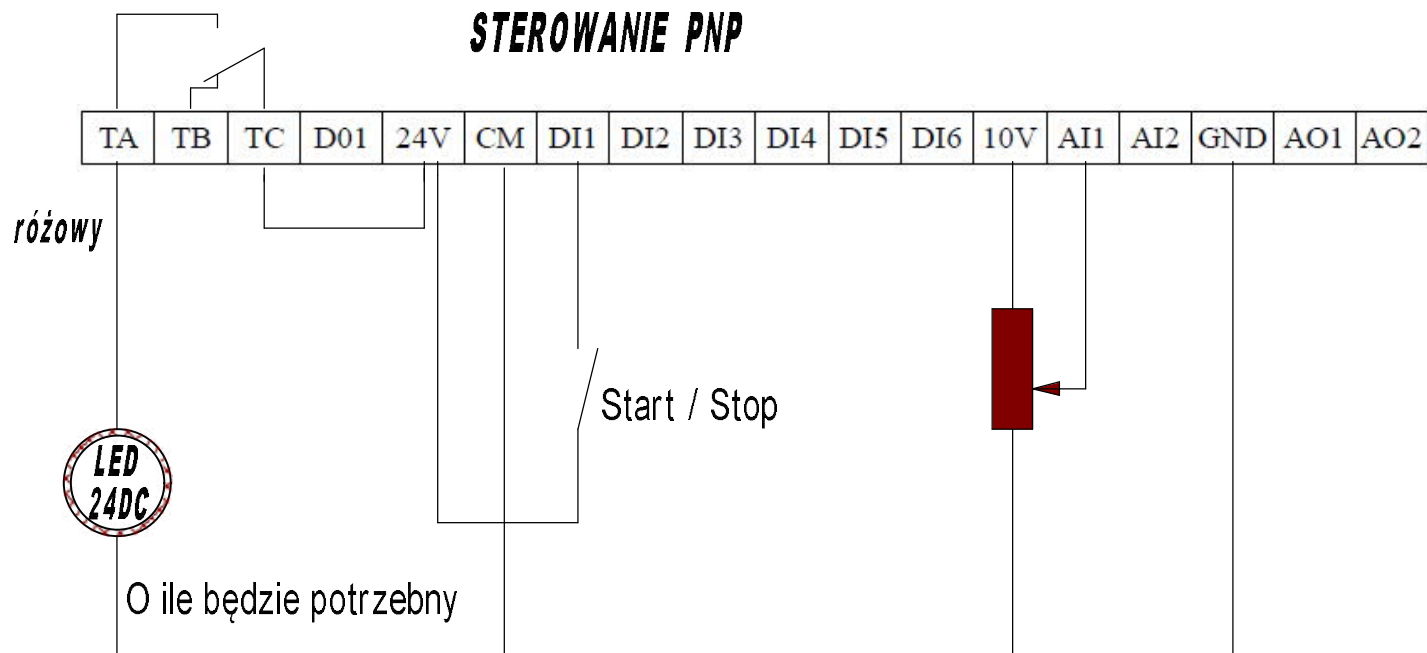 STEROWANIE PNP
TA TB TC D01 24V CM DI1 DI2 DI3 DI4 DI5 DI6 10V AI1 AI2 GND AO1 AO2
różowy
Start / Stop
LED
24DC
O ile będzie potrzebny